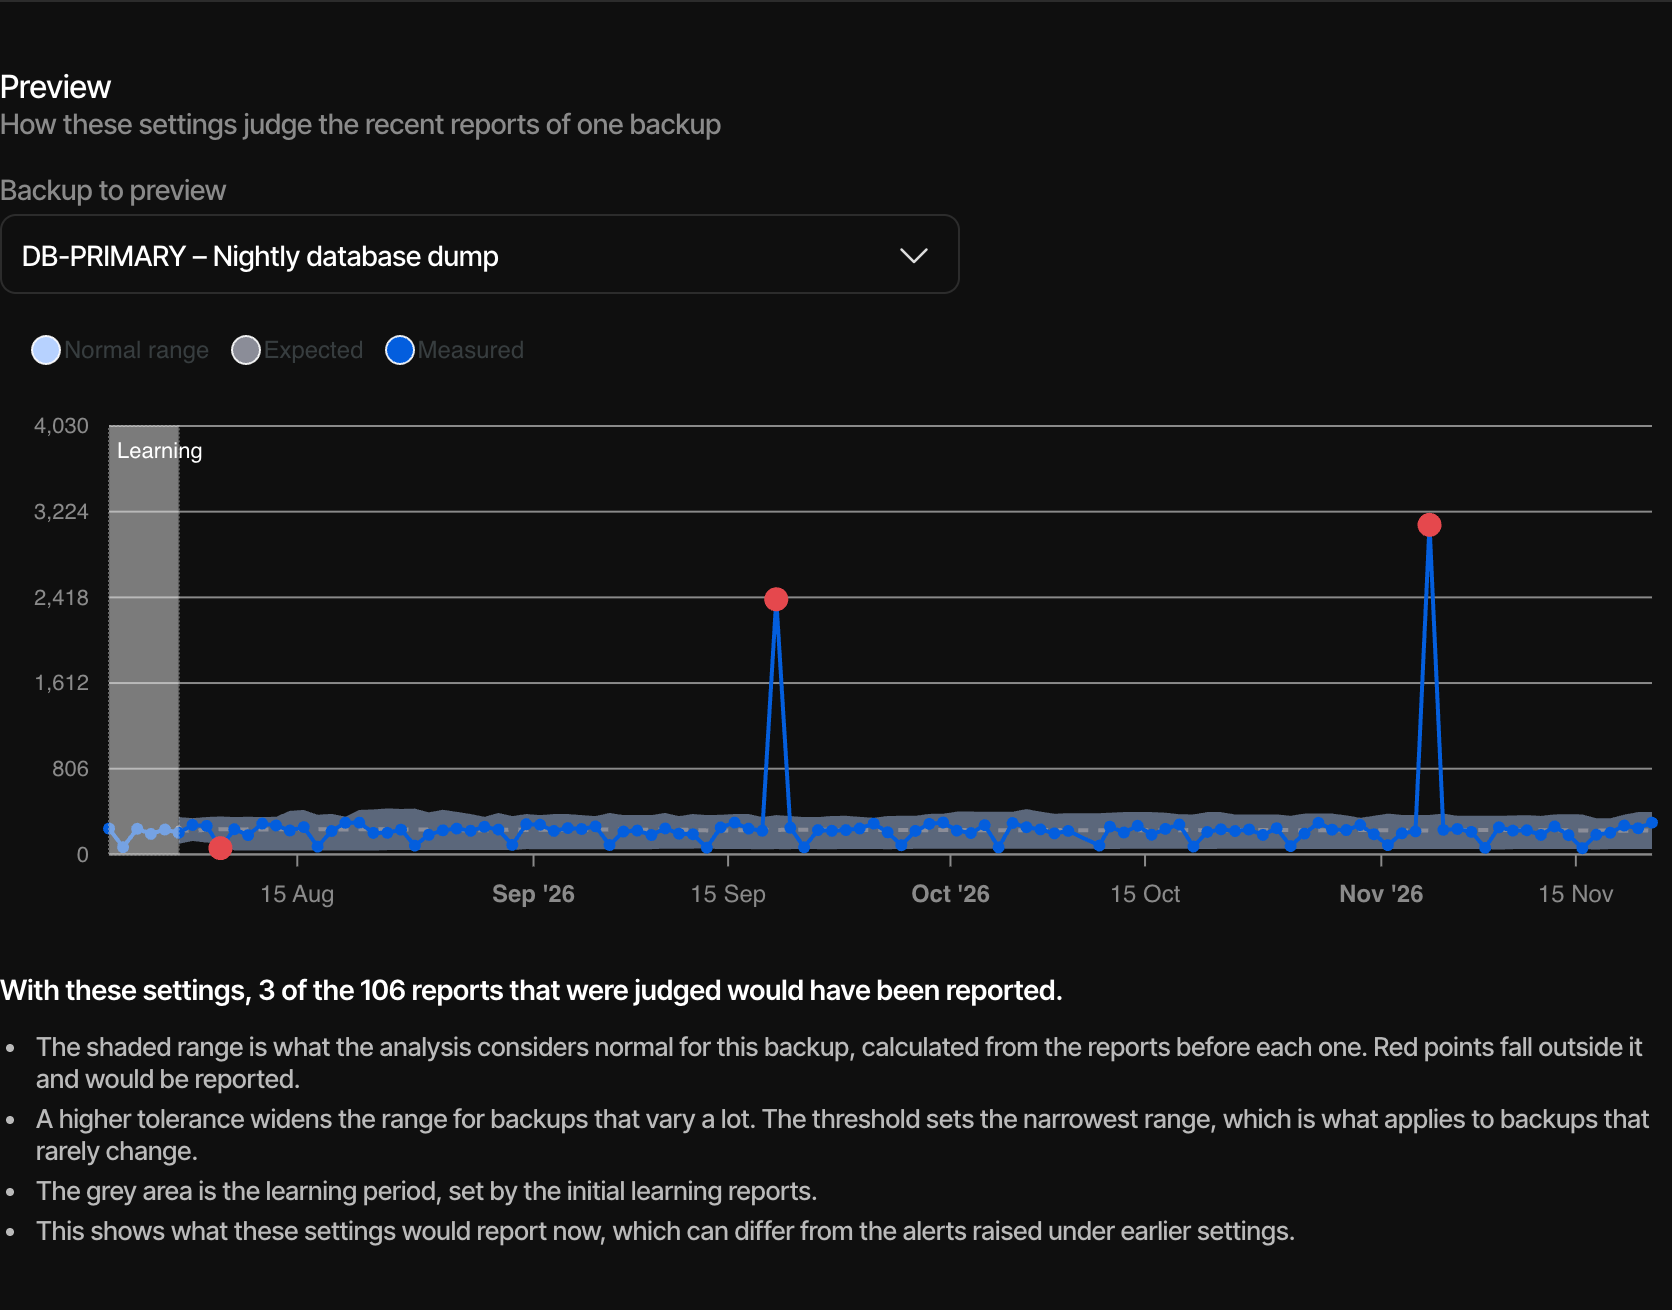 Preview
How these settings judge the recent reports of one backup
Backup to preview
DB-PRIMARY – Nightly database dump
Normal range Expected Measured
4,030
Learning
3,224
2,418
1,612
806
0
15 Aug Sep '26 15 Sep Oct '26 15 Oct Nov '26 15 Nov
With these settings, 3 of the 106 reports that were judged would have been reported.
• The shaded range is what the analysis considers normal for this backup, calculated from the reports before each one. Red points fall outside it
and would be reported.
• A higher tolerance widens the range for backups that vary a lot. The threshold sets the narrowest range, which is what applies to backups that
rarely change.
• The grey area is the learning period, set by the initial learning reports.
• This shows what these settings would report now, which can differ from the alerts raised under earlier settings.